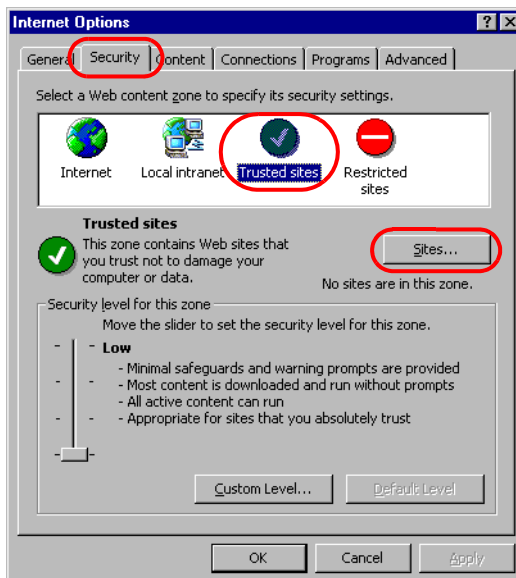 Internet Options
General Security Content Connections Programs Advanced
Select a Web content zone to specify its security settings.
Internet Local intranet Trusted sites Restricted
sites
Trusted sites
This zone contains Web sites that
you trust not to damage your
computer or data.
Sites...
No sites are in this zone.
Security level for this zone
Move the slider to set the security level for this zone.
Low
- Minimal safeguards and warning prompts are provided
- Most content is downloaded and run without prompts
- All active content can run
- Appropriate for sites that you absolutely trust
Custom Level... Default Level
OK Cancel Apply